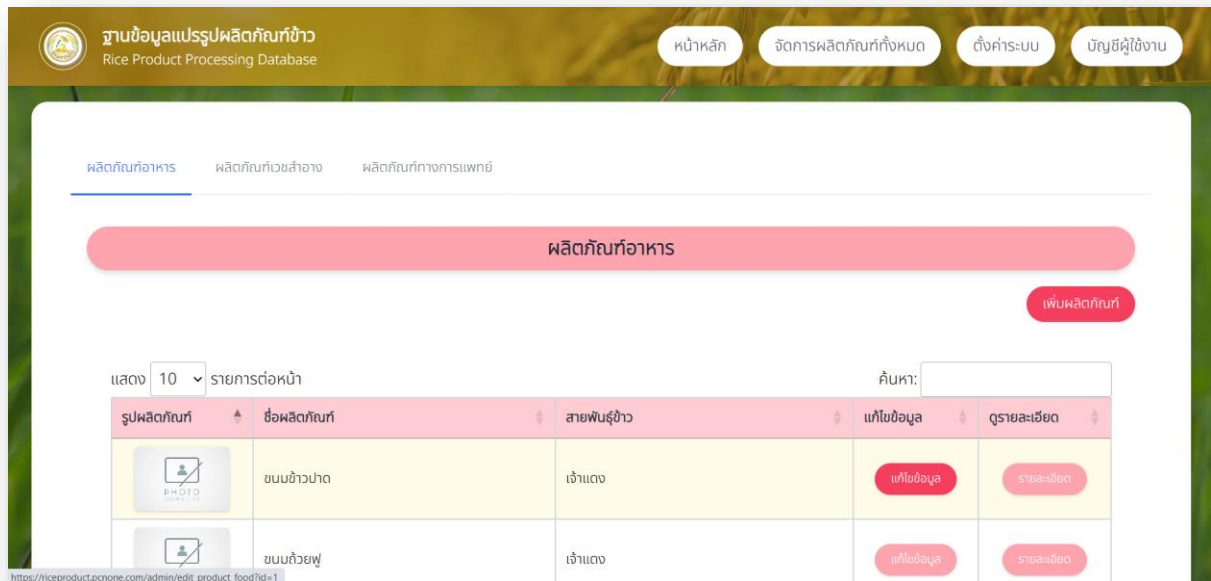 ฐานข้อมูลแปรรูปผลิตภัณฑ์ข้าว
Rice Product Processing Database
หน้าหลัก จัดการผลิตภัณฑ์ทั้งหมด ตั้งค่าระบบ บัญชีผู้ใช้งาน
ผลิตภัณฑ์อาหาร ผลิตภัณฑ์เวชสำอาง ผลิตภัณฑ์ทางการแพทย์
ผลิตภัณฑ์อาหาร
เพิ่มผลิตภัณฑ์
แสดง 10 รายการต่อหน้า ค้นหา:
รูปผลิตภัณฑ์ ชื่อผลิตภัณฑ์ สายพันธุ์ข้าว แก้ไขข้อมูล ดูรายละเอียด
PHOTO
ขนมข้าวปาด เจ้าแดง แก้ไขข้อมูล รายละเอียด
ขนมถ้วยฟู เจ้าแดง แก้ไขข้อมูล รายละเอียด
https://riceproduct.pcnone.com/admin/edit_product_food?id=1